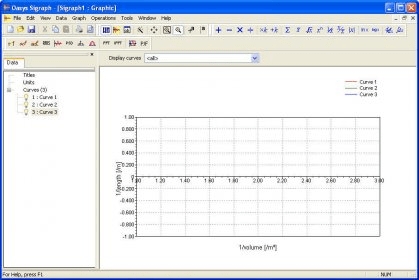 Dasys Sigraph - [Sigraph1 : Graphic]
File Edit View Data Graph Operations Tools Window Help
Display curves <all>
Data
Titles
Units
Curves (3)
1 : Curve 1
2 : Curve 2
3 : Curve 3
Curve 1
Curve 2
Curve 3
1.00
0.800
0.600
0.400
0.200
0
-0.200
-0.400
-0.600
-0.800
-1.00
1.00 1.20 1.40 1.60 1.80 2.00 2.20 2.40 2.60 2.80 3.00
1/length [/m]
1/volume [/m³]
For Help, press F1
NUM